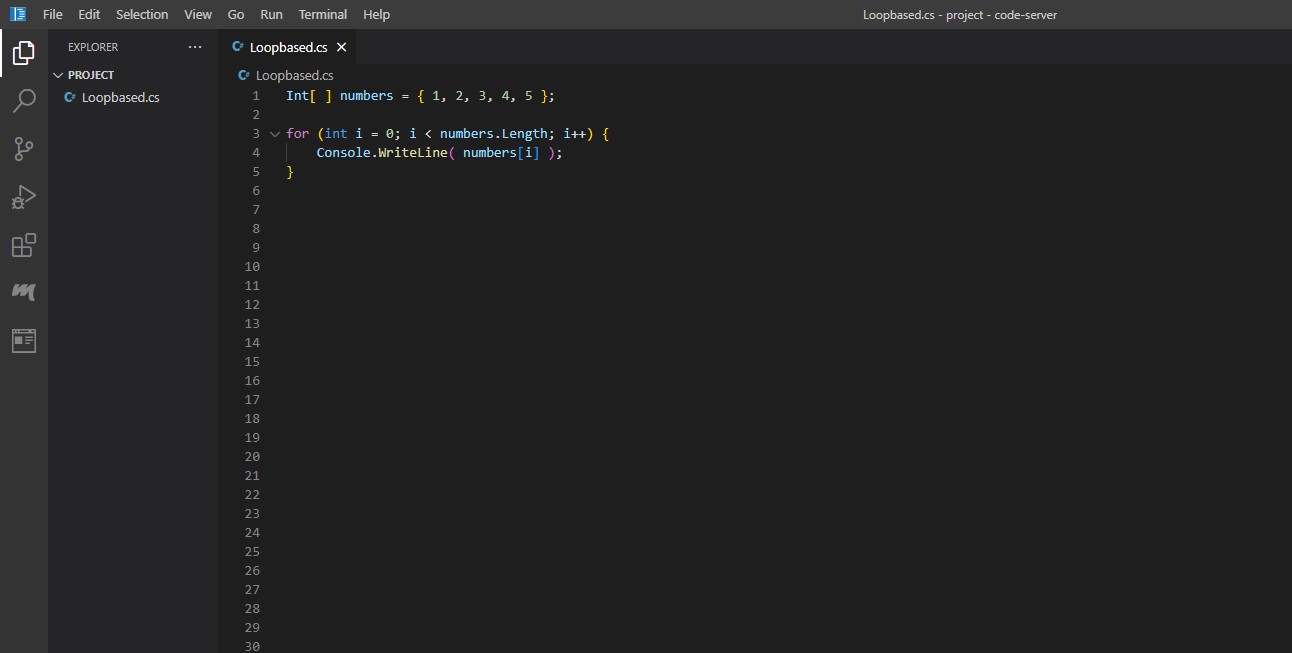 File Edit Selection View Go Run Terminal Help
Loopbased.cs - project - code-server
EXPLORER ···
PROJECT
C# Loopbased.cs
C# Loopbased.cs ×
C# Loopbased.cs
1 Int[ ] numbers = { 1, 2, 3, 4, 5 };
2
3 for (int i = 0; i < numbers.Length; i++) {
4     Console.WriteLine( numbers[i] );
5 }
6
7
8
9
10
11
12
13
14
15
16
17
18
19
20
21
22
23
24
25
26
27
28
29
30